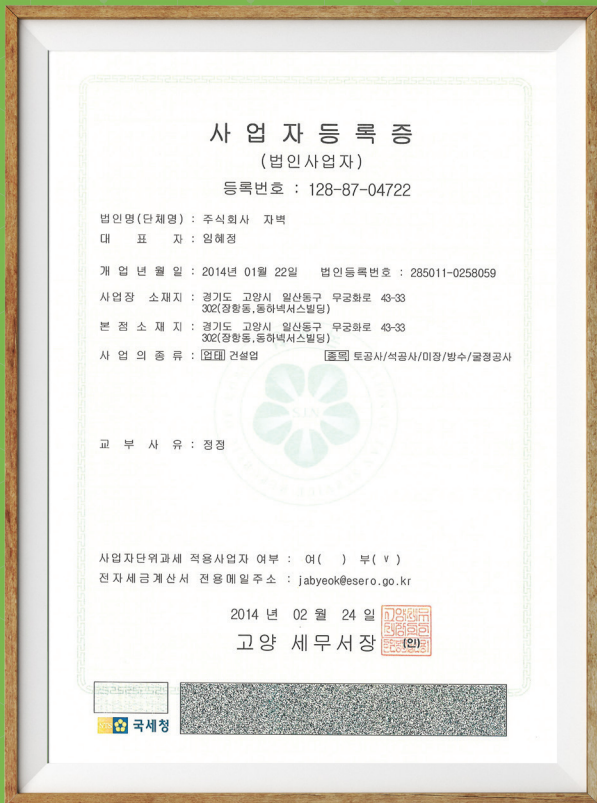 사업자등록증
(법인사업자)
등록번호 : 128-87-04722
법인명(단체명) : 주식회사 자벽
대 표 자 : 임혜정
개 업 년 월 일 : 2014년 01월 22일 법인등록번호 : 285011-0258059
사업장 소재지 : 경기도 고양시 일산동구 무궁화로 43-33
302(장항동,동하넥서스빌딩)
본 점 소 재 지 : 경기도 고양시 일산동구 무궁화로 43-33
302(장항동,동하넥서스빌딩)
사 업 의 종 류 : 업태 건설업 종목 토공사/석공사/미장/방수/굴정공사
교 부 사 유 : 정정
사업자단위과세 적용사업자 여부 : 여( ) 부( v )
전자세금계산서 전용메일주소 : jabyeok@esero.go.kr
2014 년 02 월 24 일
고양 세무서장 (인)
국세청